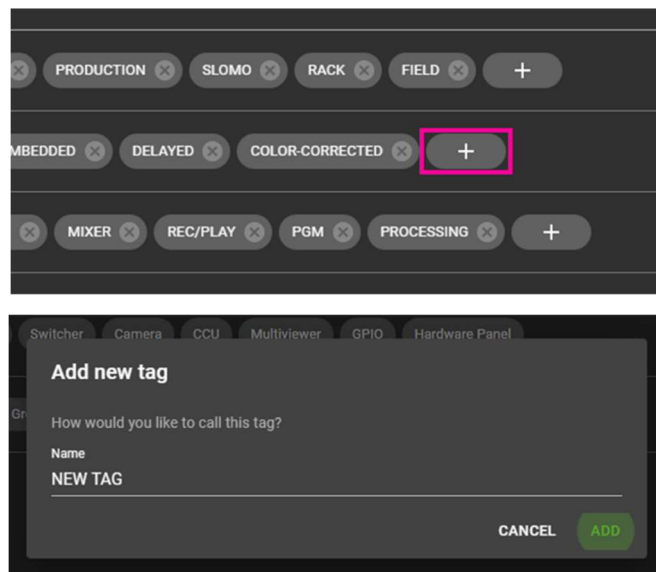 PRODUCTION SLOMO RACK FIELD +
MBEDDED DELAYED COLOR-CORRECTED +
MIXER REC/PLAY PGM PROCESSING +
Switcher Camera CCU Multiviewer GPIO Hardware Panel
Add new tag
Gr
How would you like to call this tag?
Name
NEW TAG
CANCEL ADD